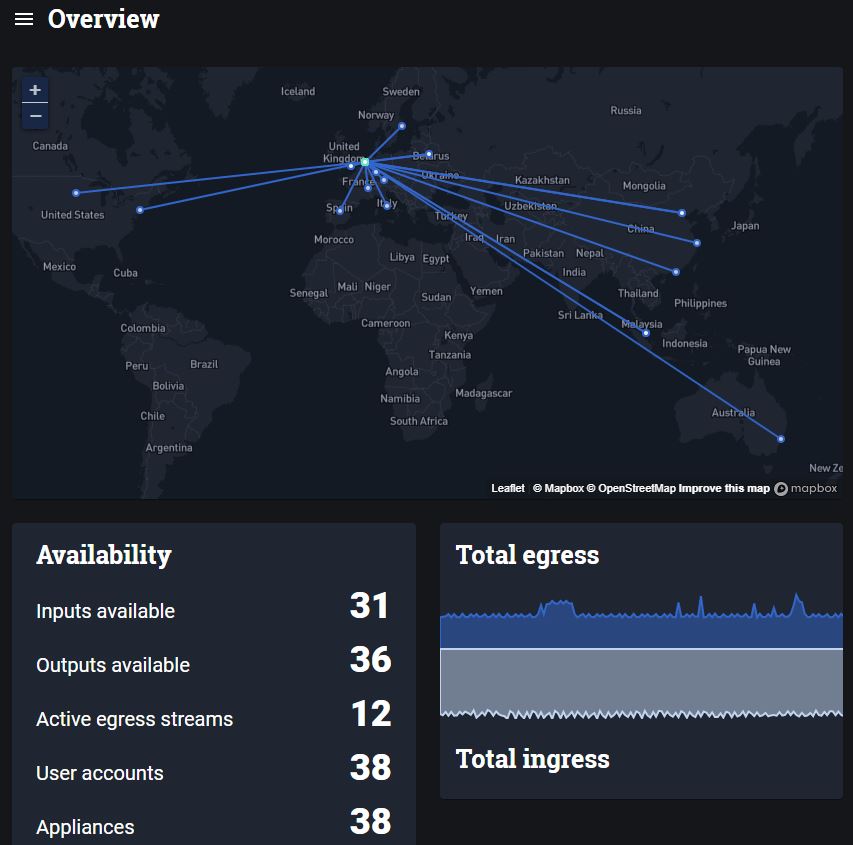 Overview
+
−
Iceland
Sweden
Norway
Russia
Canada
United
Kingdom
Belarus
Ukraine
France
Kazakhstan
Mongolia
United States
Spain
Italy
Turkey
Uzbekistan
China
Japan
Morocco
Iraq
Iran
Pakistan
Nepal
Mexico
Cuba
Libya
Egypt
India
Senegal
Mali
Niger
Sudan
Yemen
Thailand
Philippines
Colombia
Cameroon
Kenya
Sri Lanka
Malaysia
Indonesia
Papua New
Guinea
Peru
Brazil
Tanzania
Bolivia
Angola
Namibia
Madagascar
Chile
South Africa
Australia
Argentina
New Ze
Leaflet © Mapbox © OpenStreetMap Improve this map mapbox
Availability
Inputs available 31
Outputs available 36
Active egress streams 12
User accounts 38
Appliances 38
Total egress
Total ingress